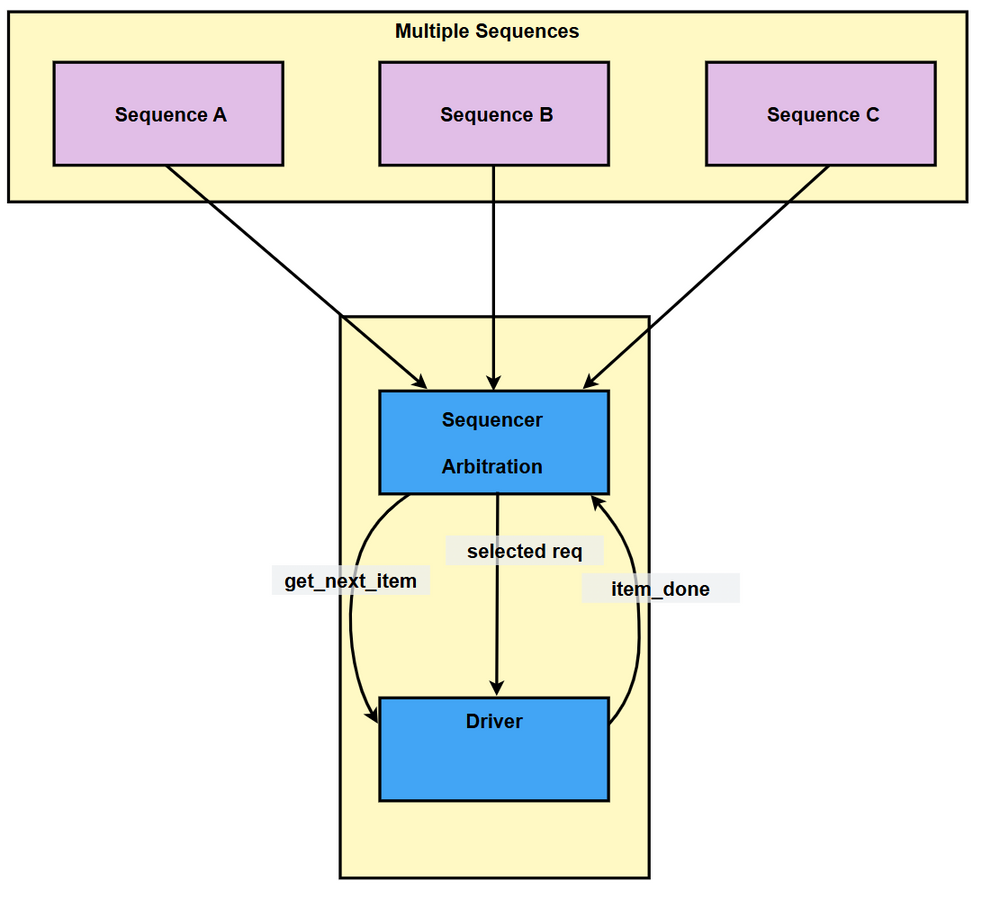 Multiple Sequences
Sequence A
Sequence B
Sequence C
Sequencer
Arbitration
selected req
get_next_item
item_done
Driver